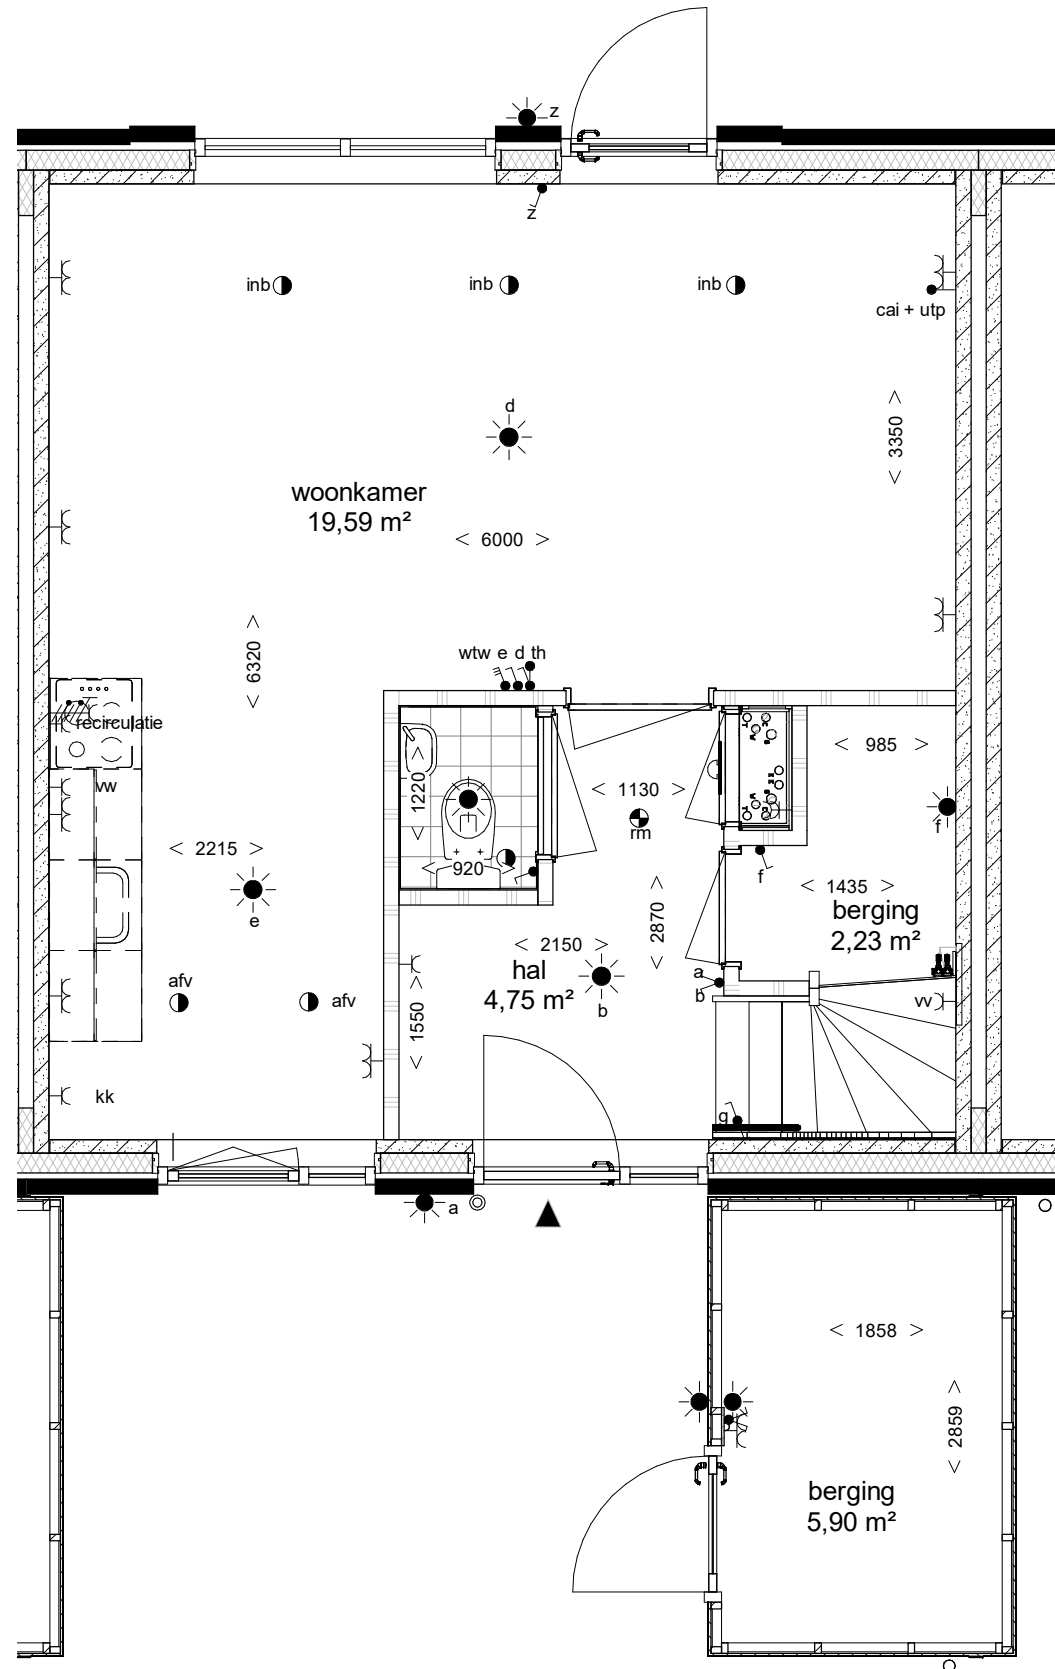 z
z
inb
inb
inb
cai + utp
d
< 3350 >
woonkamer
19,59 m²
< 6000 >
< 6320 >
wtw e d th
recirculatie
< 985 >
vw
< 1220 >
< 1130 >
rm
f
< 2215 >
< 920 >
f
e
< 1435 >
berging
2,23 m²
< 2870 >
< 2150 >
hal
4,75 m²
a
b
b
vv
afv
afv
< 1550 >
kk
g
a
< 1858 >
< 2859 >
berging
5,90 m²